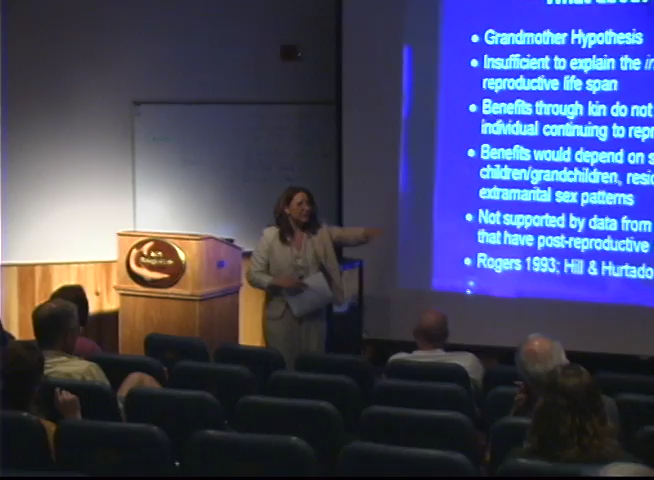 What about
• Grandmother Hypothesis
• Insufficient to explain the in
reproductive life span
• Benefits through kin do not
individual continuing to repr
• Benefits would depend on s
children/grandchildren, resid
extramarital sex patterns
• Not supported by data from
that have post-reproductive
• Rogers 1993; Hill & Hurtado